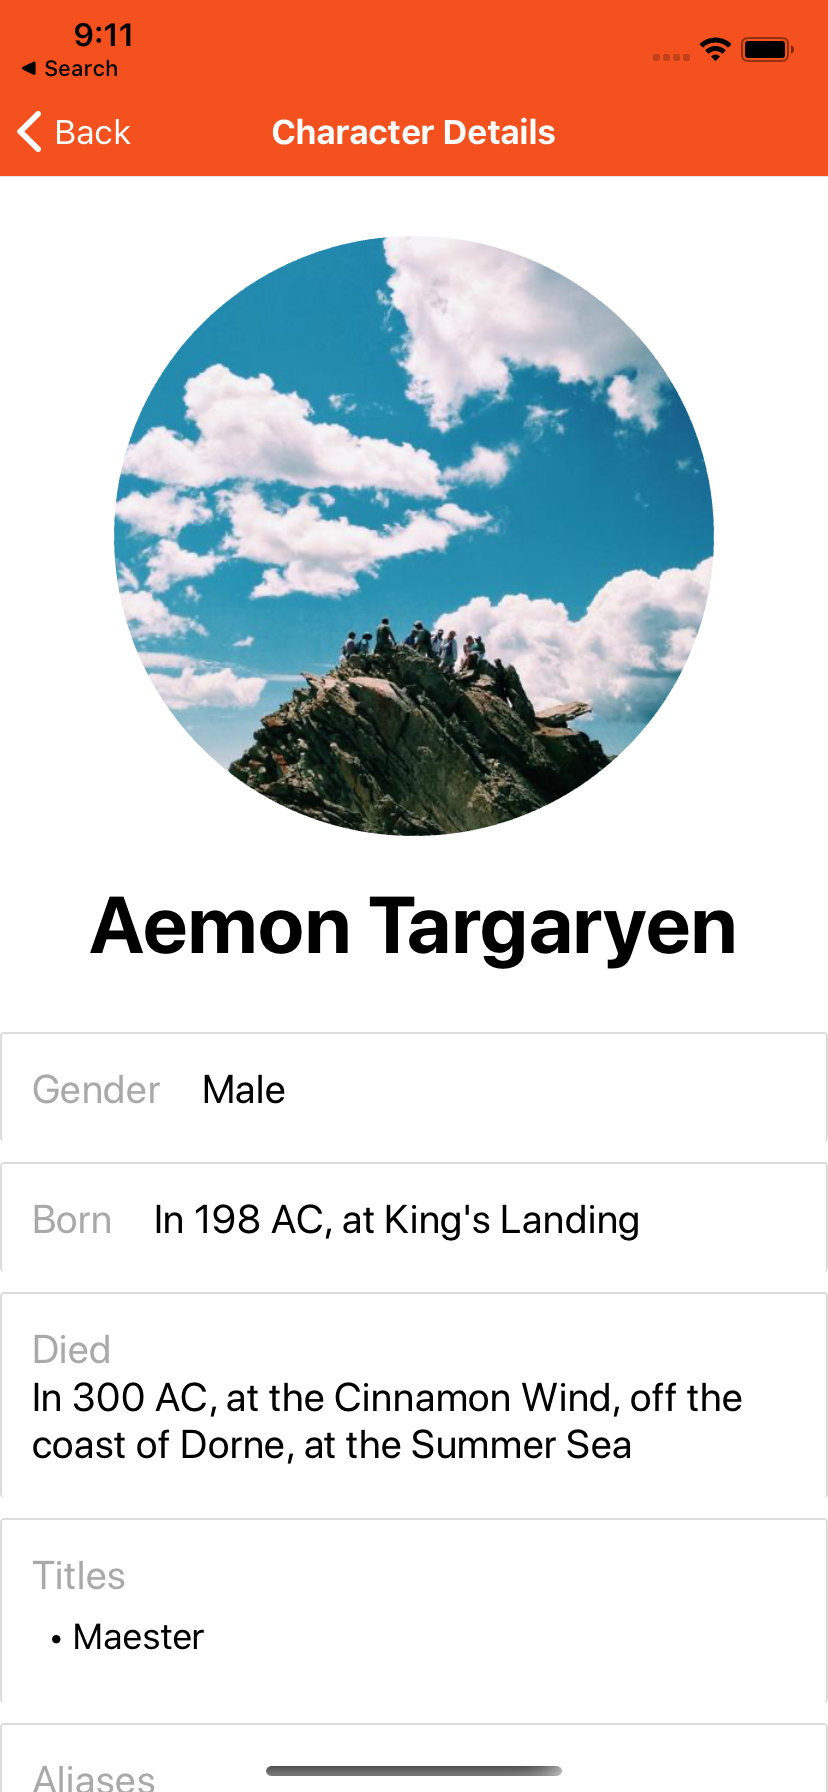 9:11
◀ Search
Back
Character Details
Aemon Targaryen
Gender Male
Born In 198 AC, at King's Landing
Died
In 300 AC, at the Cinnamon Wind, off the
coast of Dorne, at the Summer Sea
Titles
• Maester
Aliases